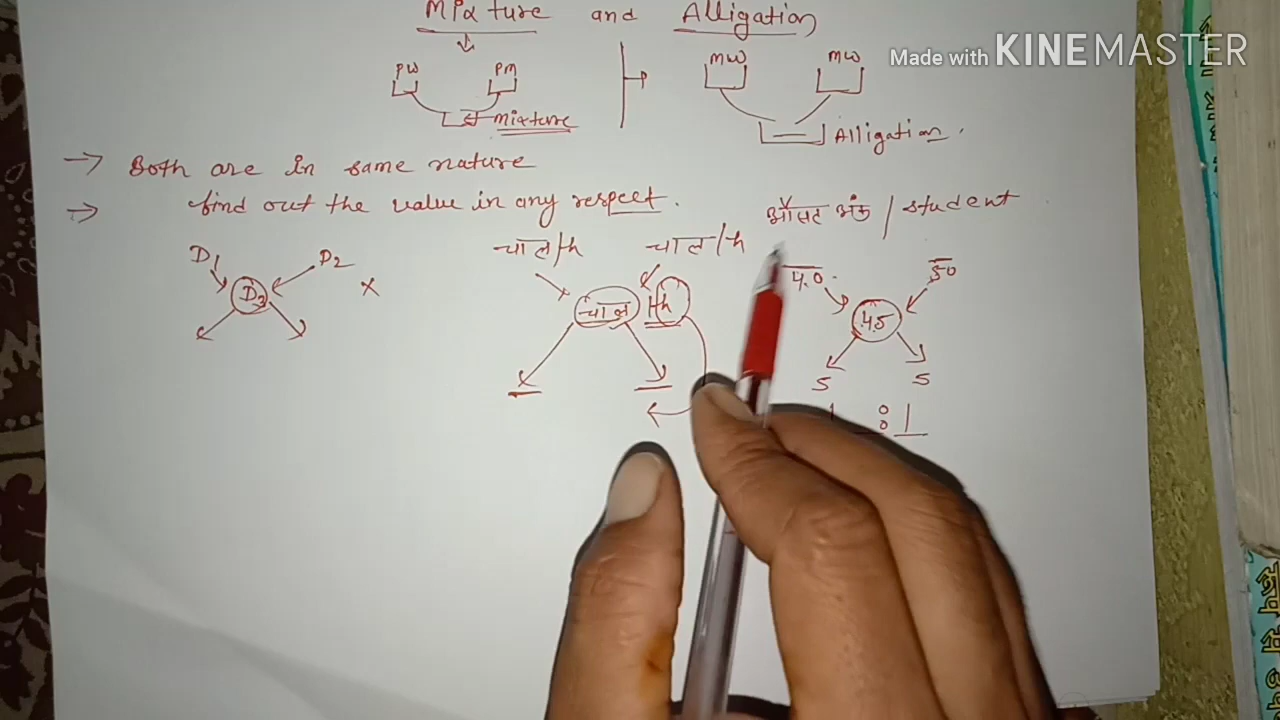 Mixture and Alligation
Made with KINEMASTER
PW PM MW MW
Mixture Alligation.
→ Both are in same nature
→ find out the value in any respect.
औसत अंक / student
चाल/h चाल/h
D1 D2 x
D3
चाल/h
40 50
45
5 5
1 : 1